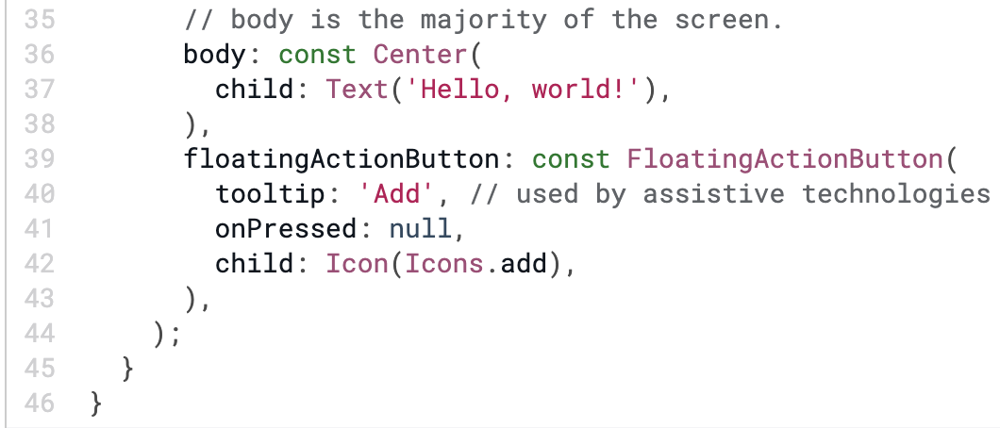 35 // body is the majority of the screen.
36 body: const Center(
37 child: Text('Hello, world!'),
38 ),
39 floatingActionButton: const FloatingActionButton(
40 tooltip: 'Add', // used by assistive technologies
41 onPressed: null,
42 child: Icon(Icons.add),
43 ),
44 );
45 }
46 }